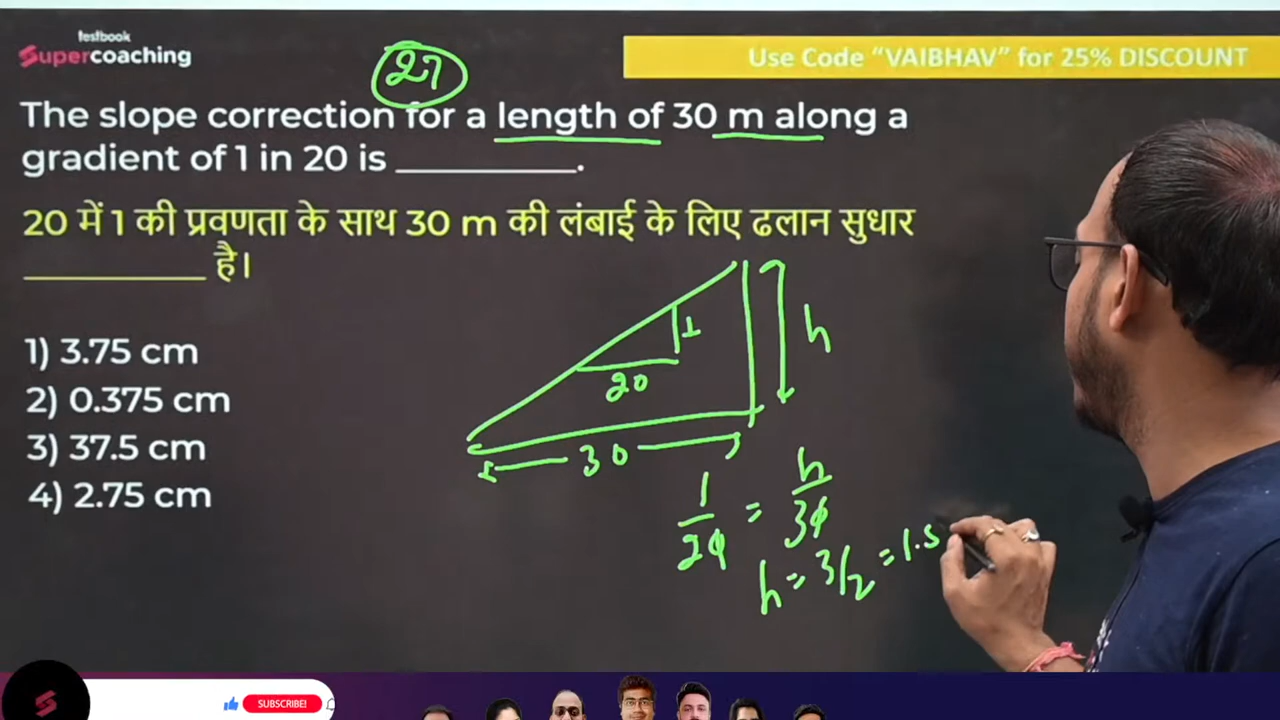 testbook
Supercoaching
Use Code “VAIBHAV” for 25% DISCOUNT
27
The slope correction for a length of 30 m along a
gradient of 1 in 20 is __________.
20 में 1 की प्रवणता के साथ 30 m की लंबाई के लिए ढलान सुधार
__________ है।
1) 3.75 cm
2) 0.375 cm
3) 37.5 cm
4) 2.75 cm
1
20
h
30
1/20 = h/30
h = 3/2 = 1.5
SUBSCRIBE!